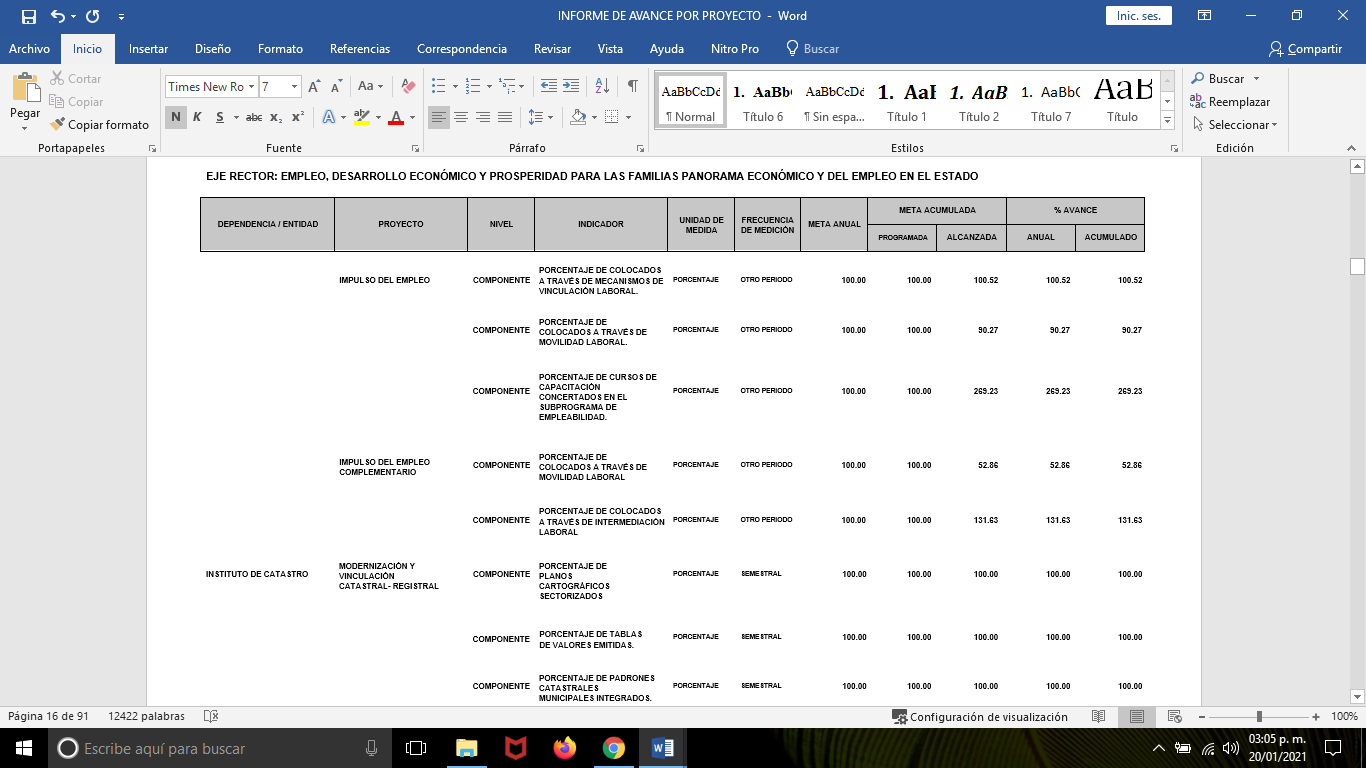 INFORME DE AVANCE POR PROYECTO - Word
Inic. ses.
Archivo Inicio Insertar Diseño Formato Referencias Correspondencia Revisar Vista Ayuda Nitro Pro Buscar Compartir
Pegar
Cortar
Copiar
Copiar formato
Portapapeles
Times New Ro 7
Aa
N K S abc x₂ x²
Fuente
Párrafo
AaBbCcDd 1. AaBb( AaBbCcDd 1. AaE 1. AaB 1. AaBb( AaB
¶ Normal Título 6 ¶ Sin espa... Título 1 Título 2 Título 7 Título
Estilos
Buscar
Reemplazar
Seleccionar
Edición
EJE RECTOR: EMPLEO, DESARROLLO ECONÓMICO Y PROSPERIDAD PARA LAS FAMILIAS PANORAMA ECONÓMICO Y DEL EMPLEO EN EL ESTADO
DEPENDENCIA / ENTIDAD PROYECTO NIVEL INDICADOR UNIDAD DE MEDIDA FRECUENCIA DE MEDICIÓN META ANUAL META ACUMULADA % AVANCE
PROGRAMADA ALCANZADA ANUAL ACUMULADO
IMPULSO DEL EMPLEO COMPONENTE PORCENTAJE DE COLOCADOS
A TRAVÉS DE MECANISMOS DE
VINCULACIÓN LABORAL. PORCENTAJE OTRO PERIODO 100.00 100.00 100.52 100.52 100.52
COMPONENTE PORCENTAJE DE
COLOCADOS A TRAVÉS DE
MOVILIDAD LABORAL. PORCENTAJE OTRO PERIODO 100.00 100.00 90.27 90.27 90.27
COMPONENTE PORCENTAJE DE CURSOS DE
CAPACITACIÓN
CONCERTADOS EN EL
SUBPROGRAMA DE
EMPLEABILIDAD. PORCENTAJE OTRO PERIODO 100.00 100.00 269.23 269.23 269.23
IMPULSO DEL EMPLEO
COMPLEMENTARIO COMPONENTE PORCENTAJE DE
COLOCADOS A TRAVÉS DE
MOVILIDAD LABORAL PORCENTAJE OTRO PERIODO 100.00 100.00 52.86 52.86 52.86
COMPONENTE PORCENTAJE DE COLOCADOS
A TRAVÉS DE INTERMEDIACIÓN
LABORAL PORCENTAJE OTRO PERIODO 100.00 100.00 131.63 131.63 131.63
INSTITUTO DE CATASTRO MODERNIZACIÓN Y
VINCULACIÓN
CATASTRAL- REGISTRAL COMPONENTE PORCENTAJE DE
PLANOS
CARTOGRÁFICOS
SECTORIZADOS PORCENTAJE SEMESTRAL 100.00 100.00 100.00 100.00 100.00
COMPONENTE PORCENTAJE DE TABLAS
DE VALORES EMITIDAS. PORCENTAJE SEMESTRAL 100.00 100.00 100.00 100.00 100.00
COMPONENTE PORCENTAJE DE PADRONES
CATASTRALES
MUNICIPALES INTEGRADOS. PORCENTAJE SEMESTRAL 100.00 100.00 100.00 100.00 100.00
Página 16 de 91 12422 palabras Configuración de visualización 100%
Escribe aquí para buscar
03:05 p. m.
20/01/2021